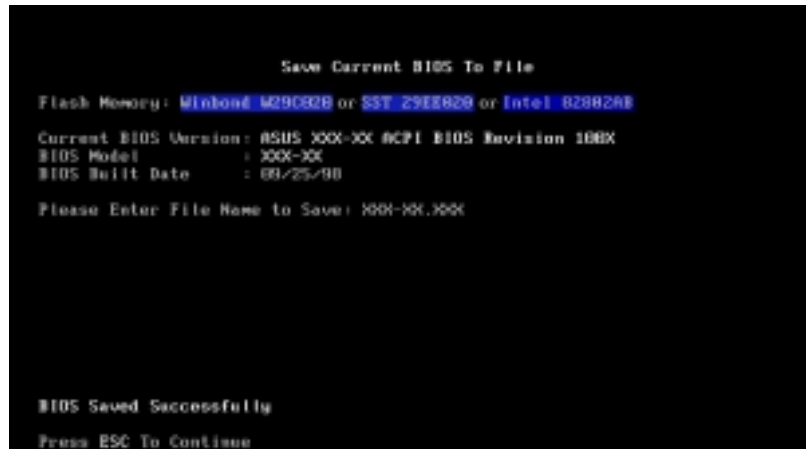 Save Current BIOS To File
Flash Memory: Winbond W29C020 or SST 29EE020 or Intel 82802AB
Current BIOS Version: ASUS XXX-XX ACPI BIOS Revision 100X
BIOS Model : XXX-XX
BIOS Built Date : 09/25/98
Please Enter File Name to Save: XXX-XX.XXX
BIOS Saved Successfully
Press ESC To Continue